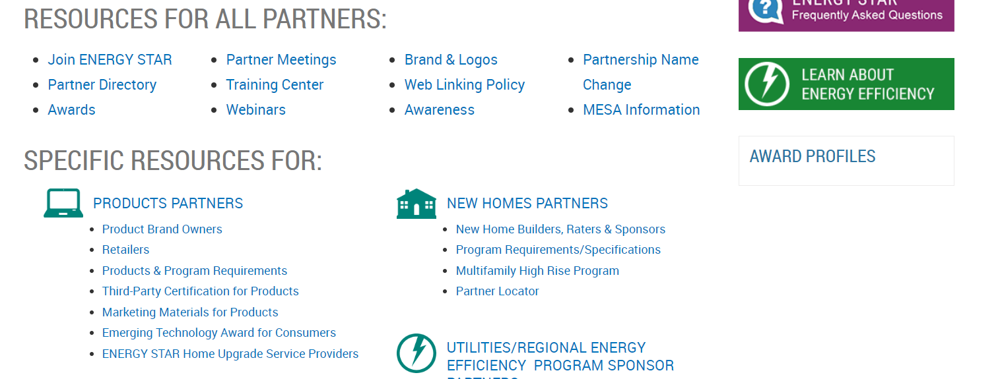 RESOURCES FOR ALL PARTNERS:
Join ENERGY STAR
Partner Directory
Awards
Partner Meetings
Training Center
Webinars
Brand & Logos
Web Linking Policy
Awareness
Partnership Name
Change
MESA Information
SPECIFIC RESOURCES FOR:
PRODUCTS PARTNERS
Product Brand Owners
Retailers
Products & Program Requirements
Third-Party Certification for Products
Marketing Materials for Products
Emerging Technology Award for Consumers
ENERGY STAR Home Upgrade Service Providers
NEW HOMES PARTNERS
New Home Builders, Raters & Sponsors
Program Requirements/Specifications
Multifamily High Rise Program
Partner Locator
UTILITIES/REGIONAL ENERGY
EFFICIENCY PROGRAM SPONSOR
PARTNERS
ENERGY STAR
Frequently Asked Questions
LEARN ABOUT
ENERGY EFFICIENCY
AWARD PROFILES